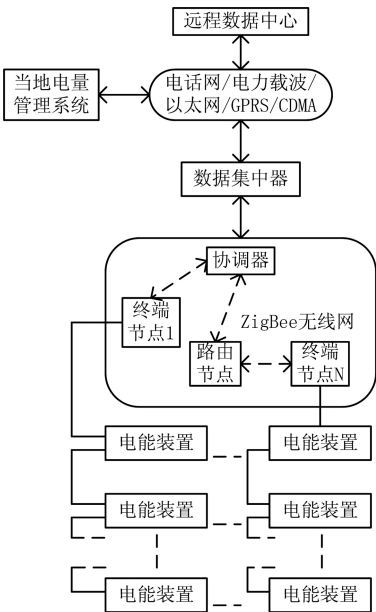 远程数据中心
当地电量
管理系统
电话网/电力载波/
以太网/GPRS/CDMA
数据集中器
协调器
终端
节点1
ZigBee无线网
路由
节点
终端
节点N
电能装置
电能装置
电能装置
电能装置
电能装置
电能装置